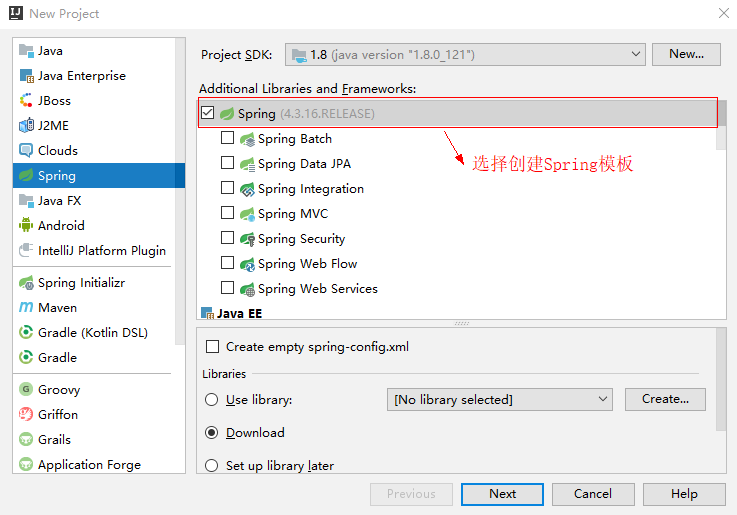 New Project
Java
Java Enterprise
JBoss
J2ME
Clouds
Spring
Java FX
Android
IntelliJ Platform Plugin
Spring Initializr
Maven
Gradle (Kotlin DSL)
Gradle
Groovy
Griffon
Grails
Application Forge
Project SDK: 1.8 (java version "1.8.0_121") New...
Additional Libraries and Frameworks:
Spring (4.3.16.RELEASE)
Spring Batch
Spring Data JPA
选择创建Spring模板
Spring Integration
Spring MVC
Spring Security
Spring Web Flow
Spring Web Services
Java EE
Create empty spring-config.xml
Libraries
Use library: [No library selected] Create...
Download
Set up library later
Previous Next Cancel Help